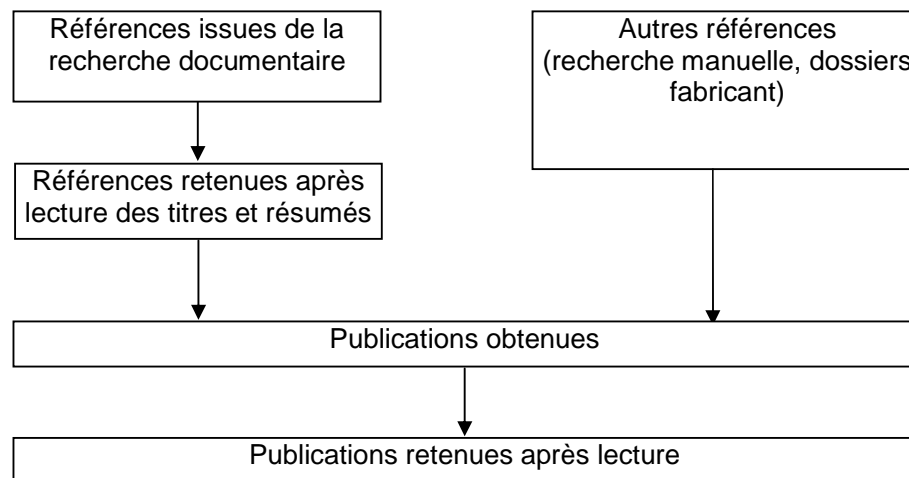 Références issues de la
recherche documentaire
Autres références
(recherche manuelle, dossiers
fabricant)
Références retenues après
lecture des titres et résumés
Publications obtenues
Publications retenues après lecture